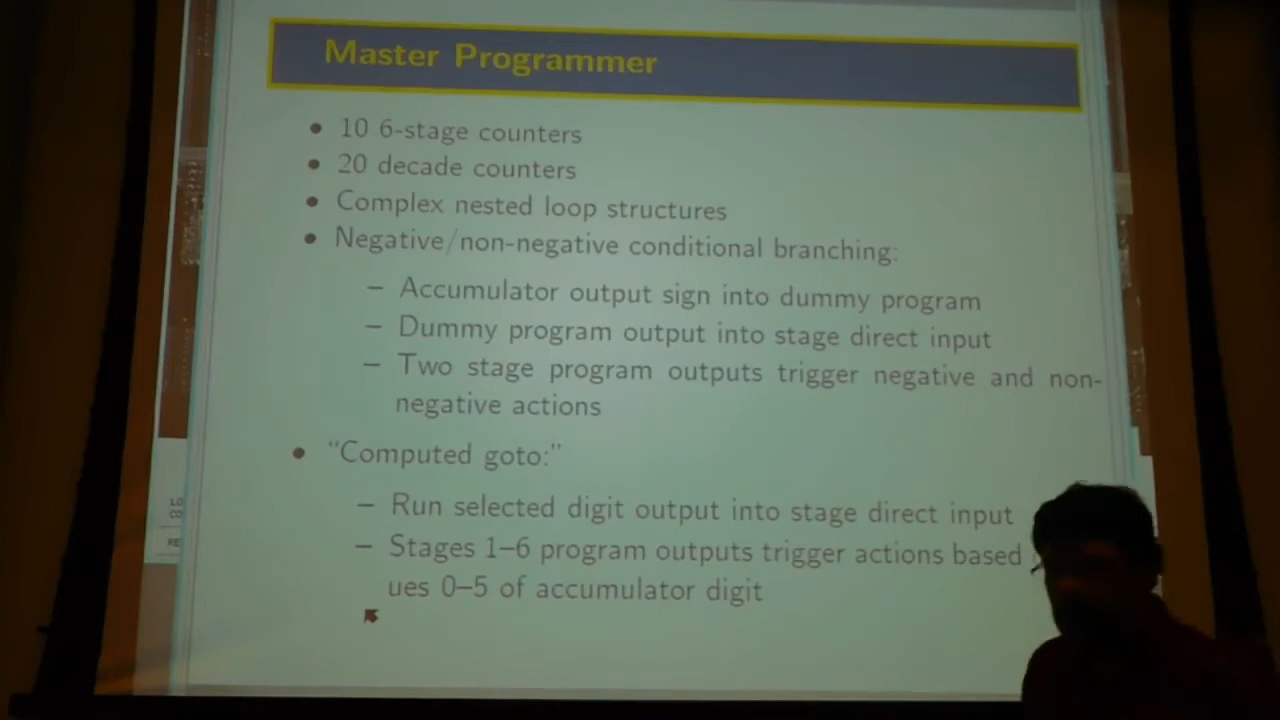 Master Programmer
• 10 6-stage counters
• 20 decade counters
• Complex nested loop structures
• Negative/non-negative conditional branching:
– Accumulator output sign into dummy program
– Dummy program output into stage direct input
– Two stage program outputs trigger negative and non-
negative actions
• “Computed goto:”
– Run selected digit output into stage direct input
– Stages 1–6 program outputs trigger actions based
ues 0–5 of accumulator digit
LO
CO
RE